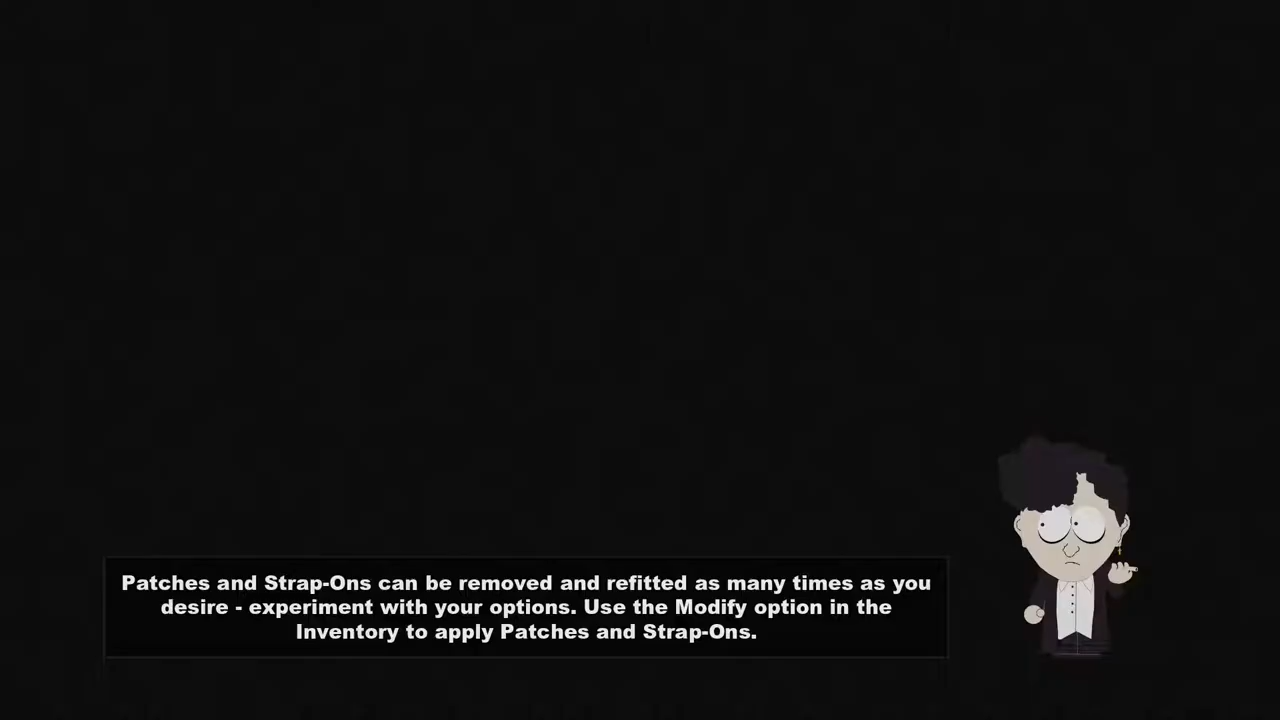 Patches and Strap-Ons can be removed and refitted as many times as you
desire - experiment with your options. Use the Modify option in the
Inventory to apply Patches and Strap-Ons.